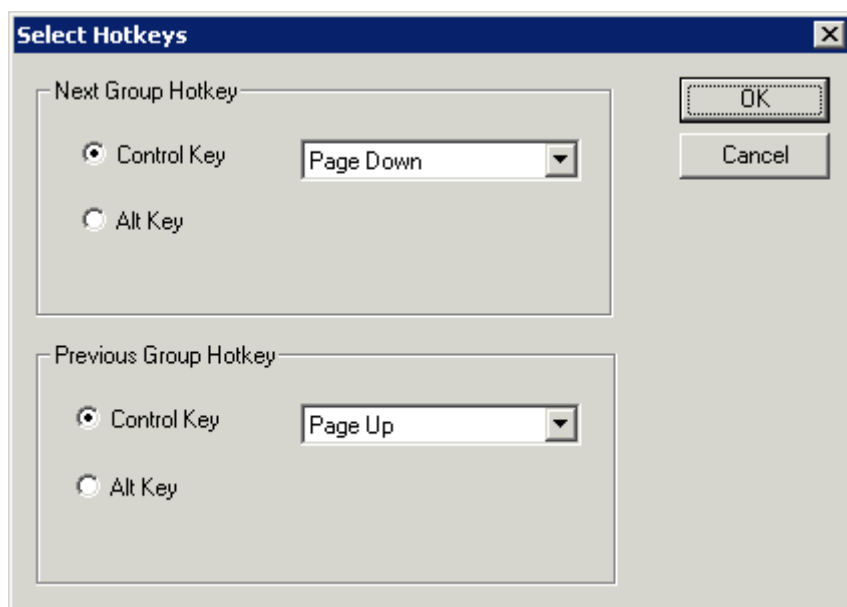 Select Hotkeys
Next Group Hotkey
OK
Control Key
Page Down
Cancel
Alt Key
Previous Group Hotkey
Control Key
Page Up
Alt Key